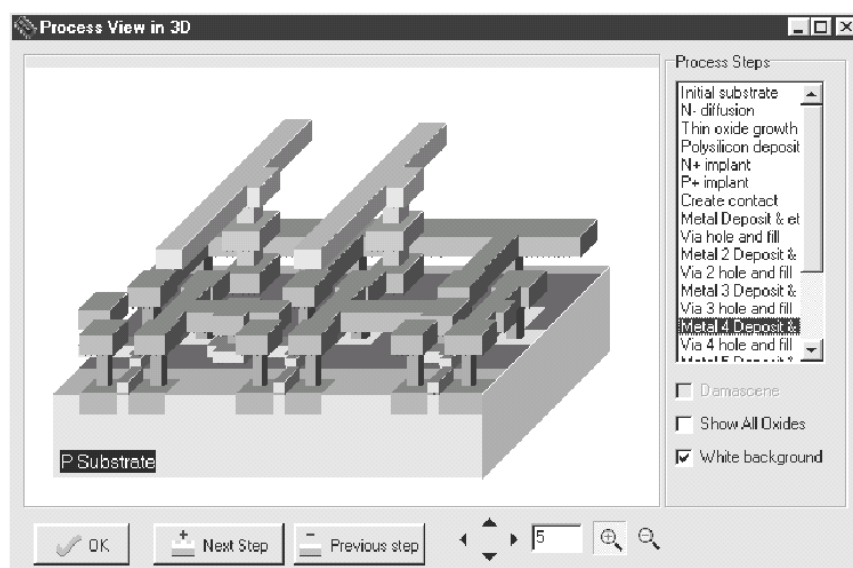 Process View in 3D
Process Steps
Initial substrate
N- diffusion
Thin oxide growth
Polysilicon deposit
N+ implant
P+ implant
Create contact
Metal Deposit & et
Via hole and fill
Metal 2 Deposit &
Via 2 hole and fill
Metal 3 Deposit &
Via 3 hole and fill
Metal 4 Deposit &
Via 4 hole and fill
Metal 5 Deposit &
Damascene
Show All Oxides
White background
P Substrate
OK
Next Step
Previous step
5